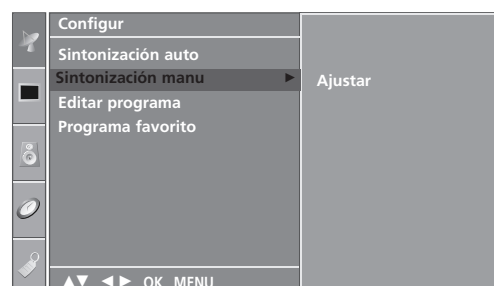 Configur
Sintonización auto
Sintonización manu ▶ Ajustar
Editar programa
Programa favorito
▲▼ ◀▶ OK MENU